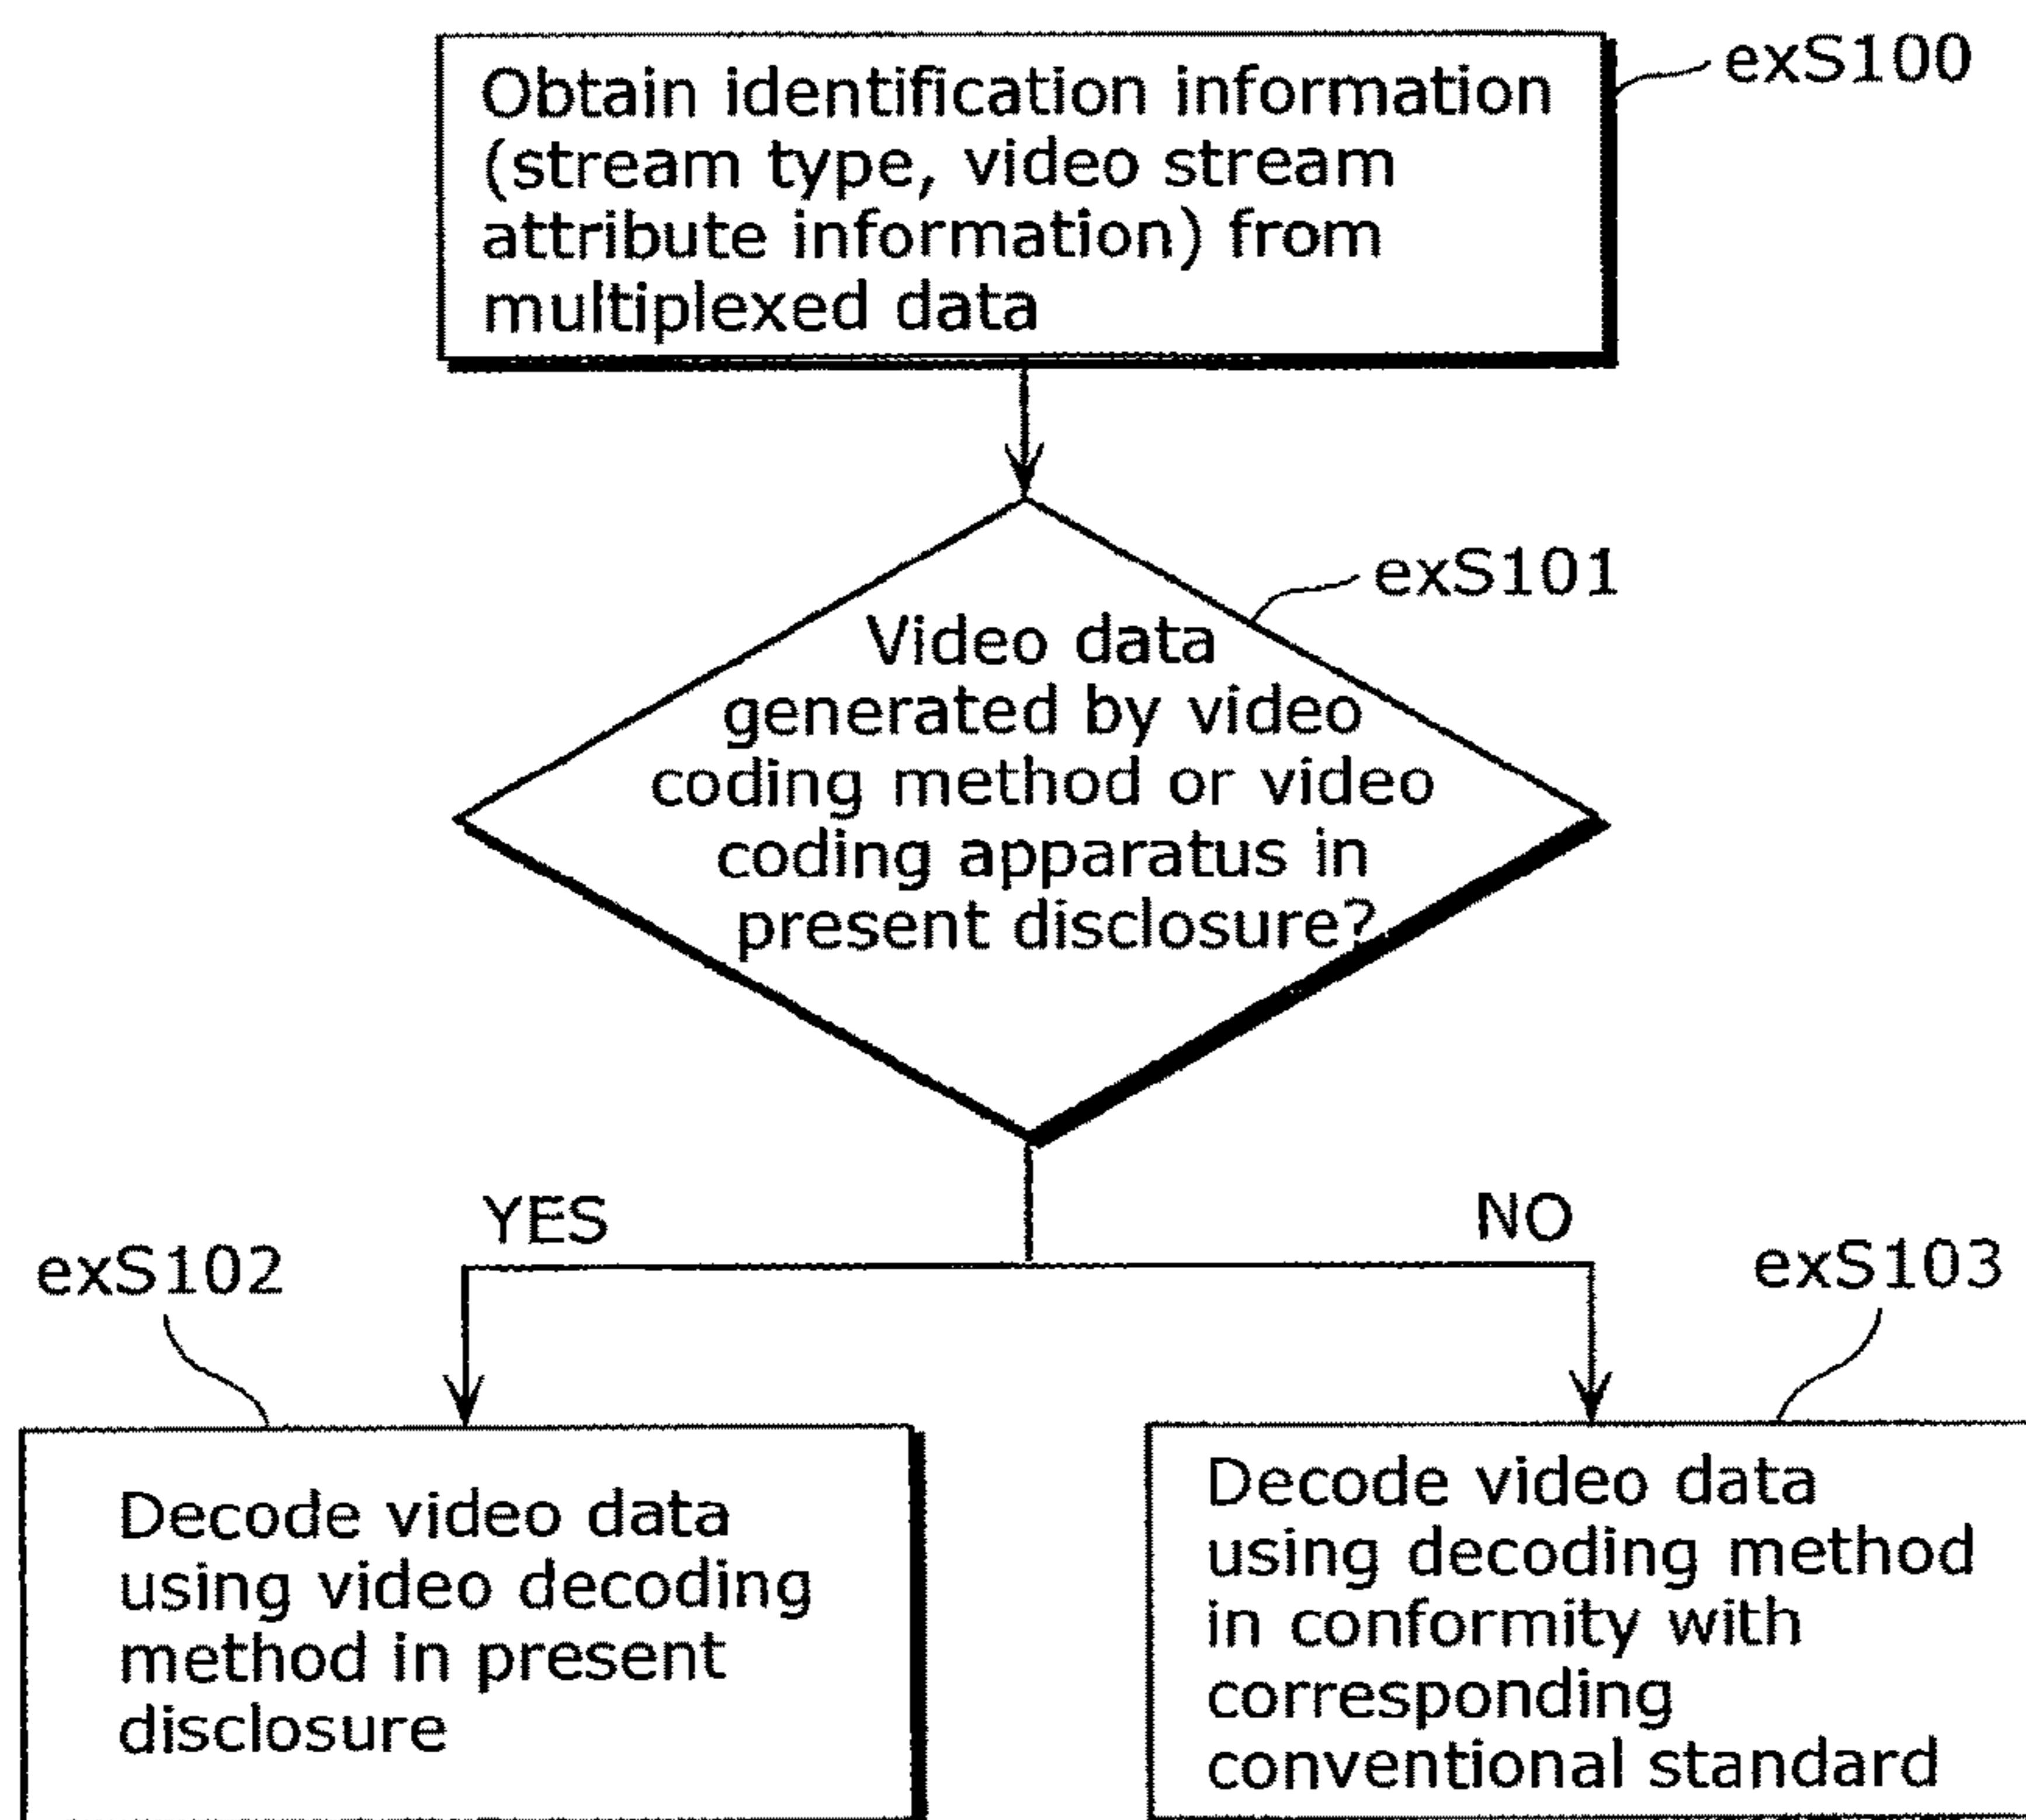 Obtain identification information
(stream type, video stream
attribute information) from
multiplexed data
exS100
exS101
Video data
generated by video
coding method or video
coding apparatus in
present disclosure?
YES
NO
exS102
exS103
Decode video data
using video decoding
method in present
disclosure
Decode video data
using decoding method
in conformity with
corresponding
conventional standard